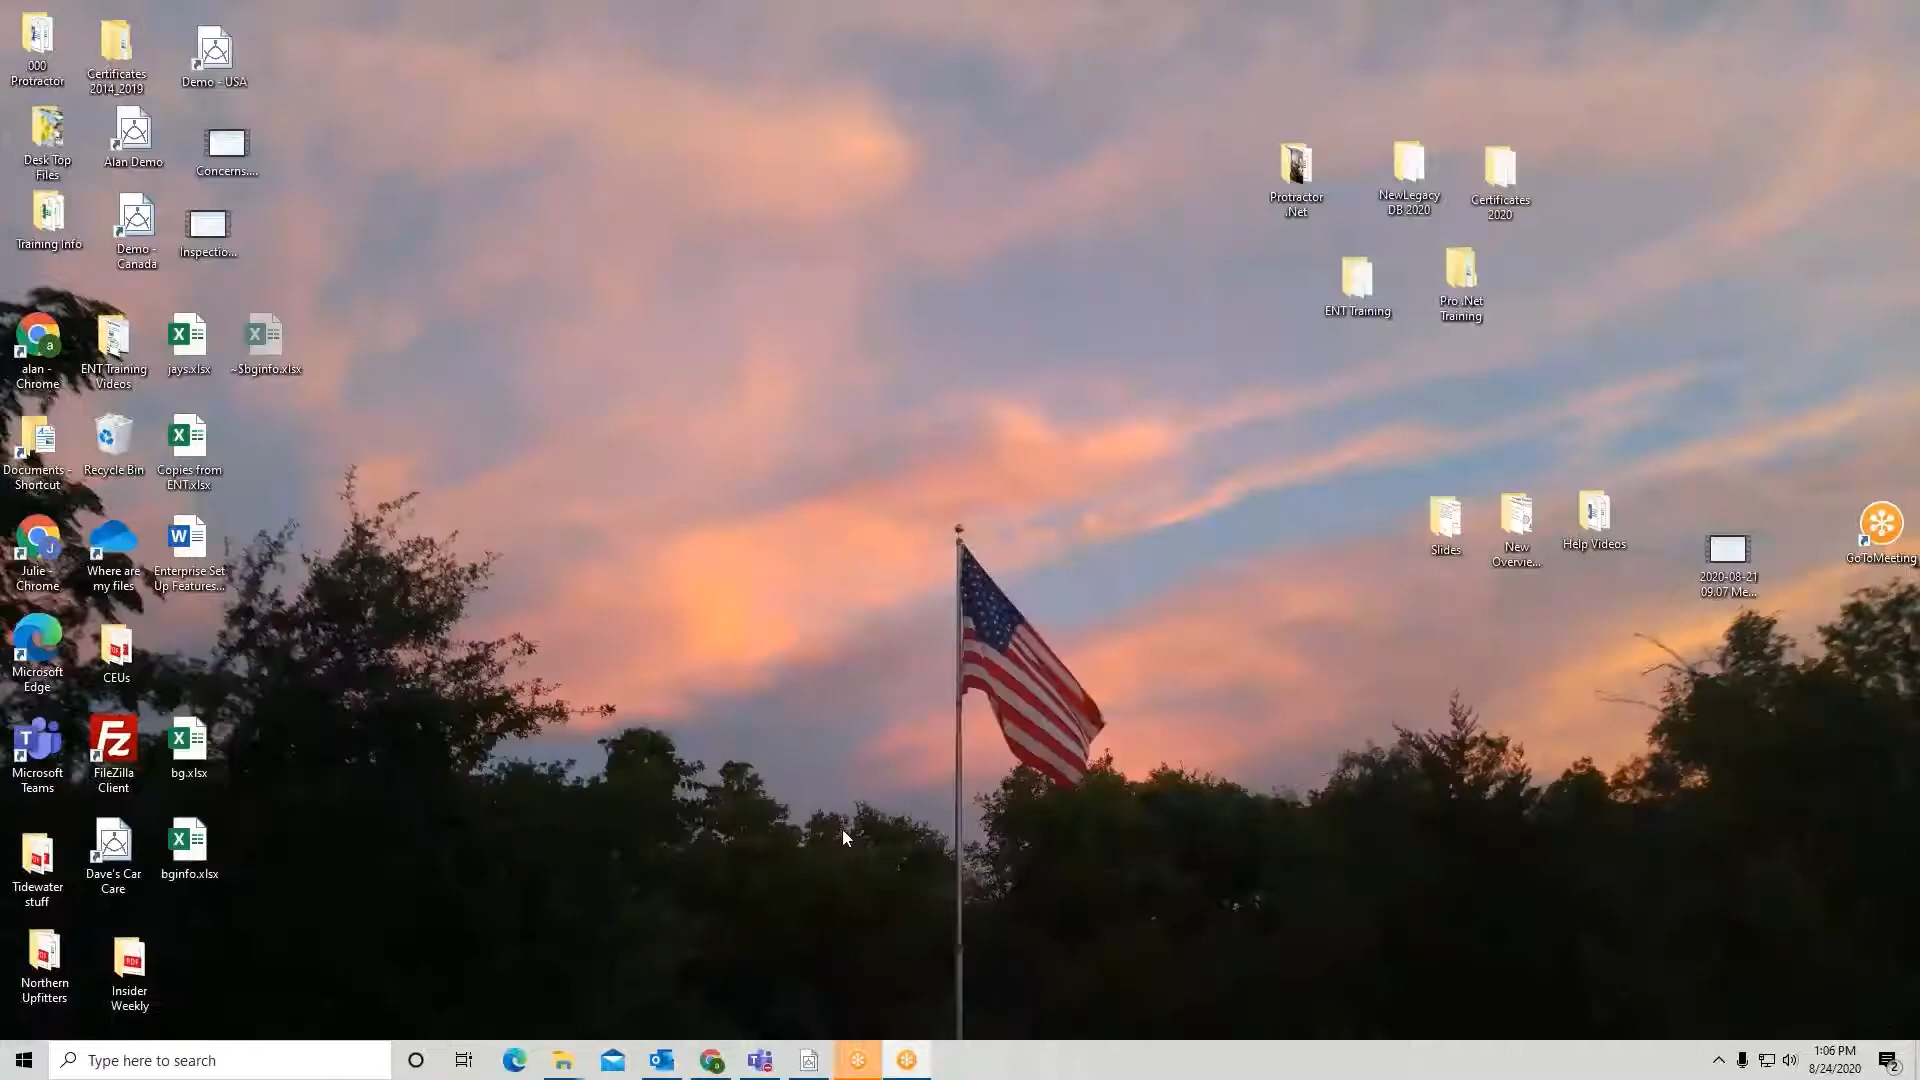 000
Protractor
Certificates
2014_2019
Demo - USA
Desk Top
Files
Alan Demo
Concerns....
Training Info
Demo -
Canada
Inspectio...
alan -
Chrome
ENT Training
Videos
jays.xlsx
~$bginfo.xlsx
Documents -
Shortcut
Recycle Bin
Copies from
ENT.xlsx
Julie -
Chrome
Where are
my files
Enterprise Set
Up Features...
Microsoft
Edge
CEUs
Microsoft
Teams
FileZilla
Client
bg.xlsx
Tidewater
stuff
Dave's Car
Care
bginfo.xlsx
Northern
Upfitters
Insider
Weekly
Protractor
.Net
NewLegacy
DB 2020
Certificates
2020
ENT Training
Pro .Net
Training
Slides
New
Overvie...
Help Videos
2020-08-21
09.07 Me...
GoToMeeting
Type here to search
1:06 PM
8/24/2020
2